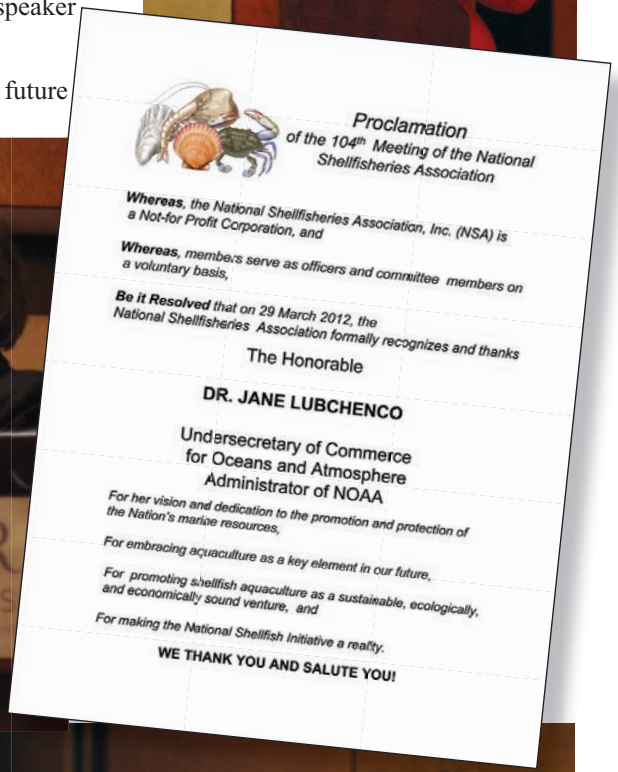 speaker
future
Proclamation
of the 104th Meeting of the National
Shellfisheries Association
Whereas, the National Shellfisheries Association, Inc. (NSA) is
a Not-for Profit Corporation, and
Whereas, members serve as officers and committee members on
a voluntary basis,
Be it Resolved that on 29 March 2012, the
National Shellfisheries Association formally recognizes and thanks
The Honorable
DR. JANE LUBCHENCO
Undersecretary of Commerce
for Oceans and Atmosphere
Administrator of NOAA
For her vision and dedication to the promotion and protection of
the Nation's marine resources,
For embracing aquaculture as a key element in our future,
For promoting shellfish aquaculture as a sustainable, ecologically,
and economically sound venture, and
For making the National Shellfish Initiative a reality.
WE THANK YOU AND SALUTE YOU!